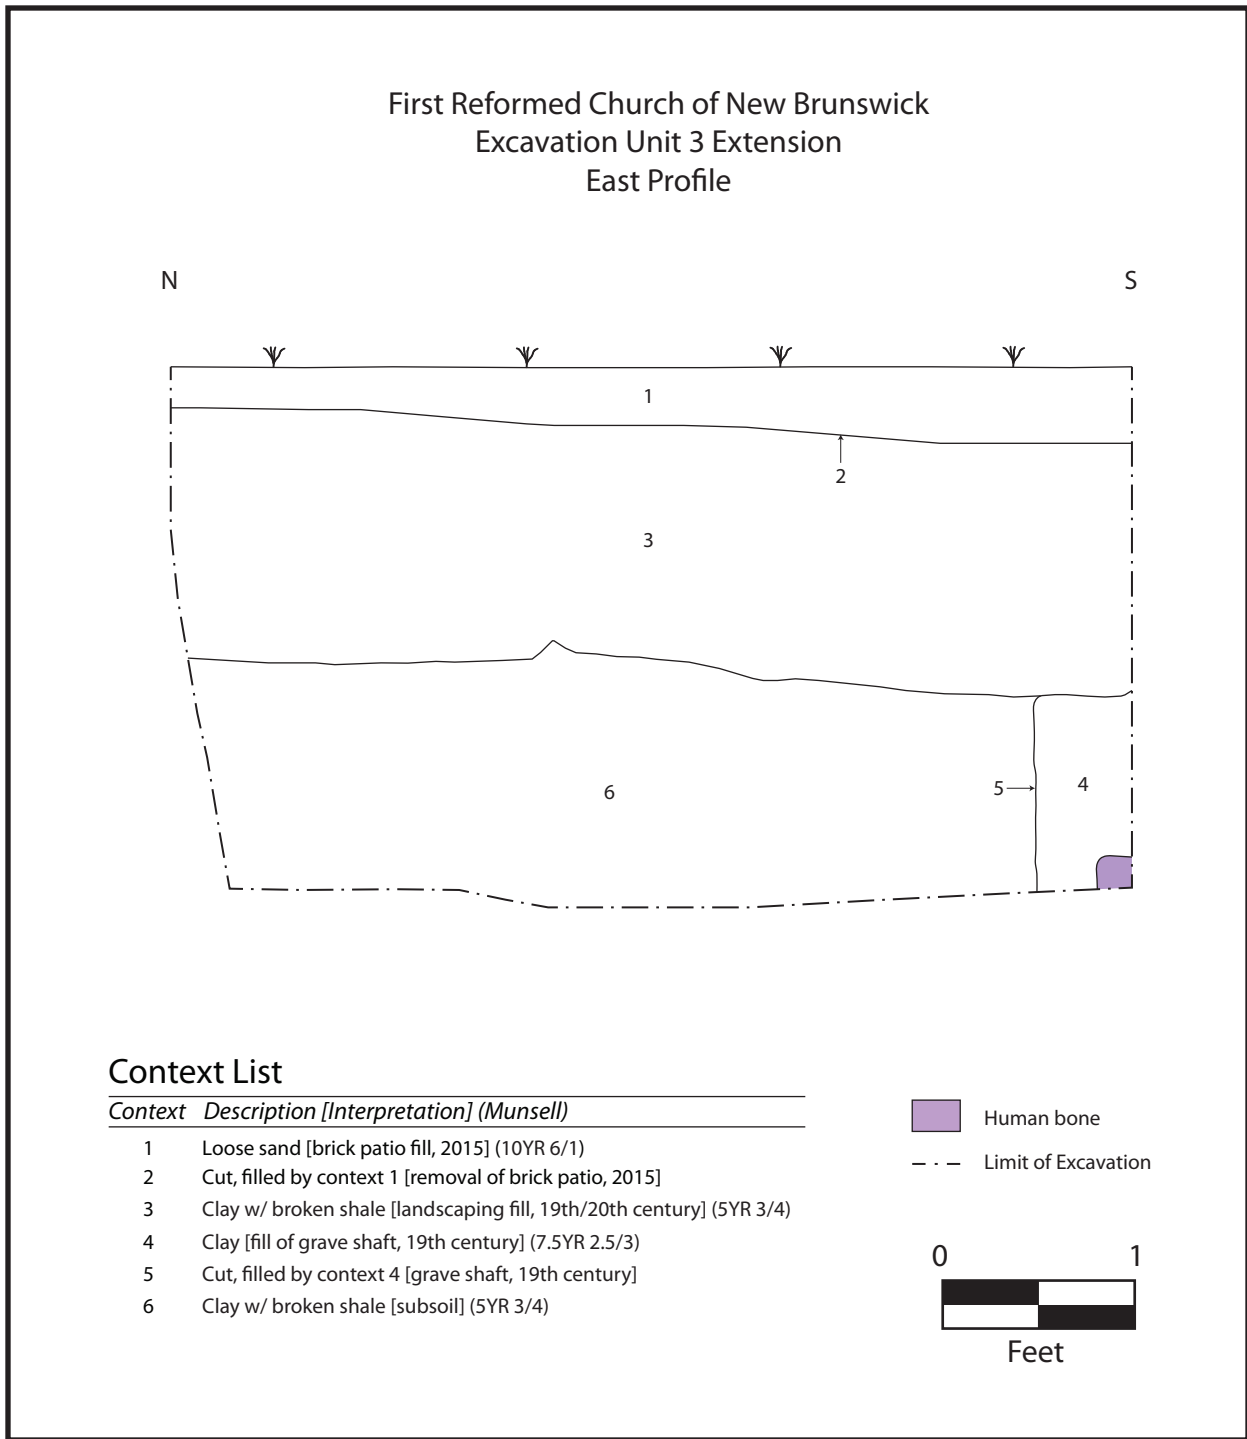 First Reformed Church of New Brunswick
Excavation Unit 3 Extension
East Profile
N S
1
2
3
5 4
6
Context List
Context Description [Interpretation] (Munsell)
1 Loose sand [brick patio fill, 2015] (10YR 6/1)
2 Cut, filled by context 1 [removal of brick patio, 2015]
3 Clay w/ broken shale [landscaping fill, 19th/20th century] (5YR 3/4)
4 Clay [fill of grave shaft, 19th century] (7.5YR 2.5/3)
5 Cut, filled by context 4 [grave shaft, 19th century]
6 Clay w/ broken shale [subsoil] (5YR 3/4)
Human bone
Limit of Excavation
0 1
Feet